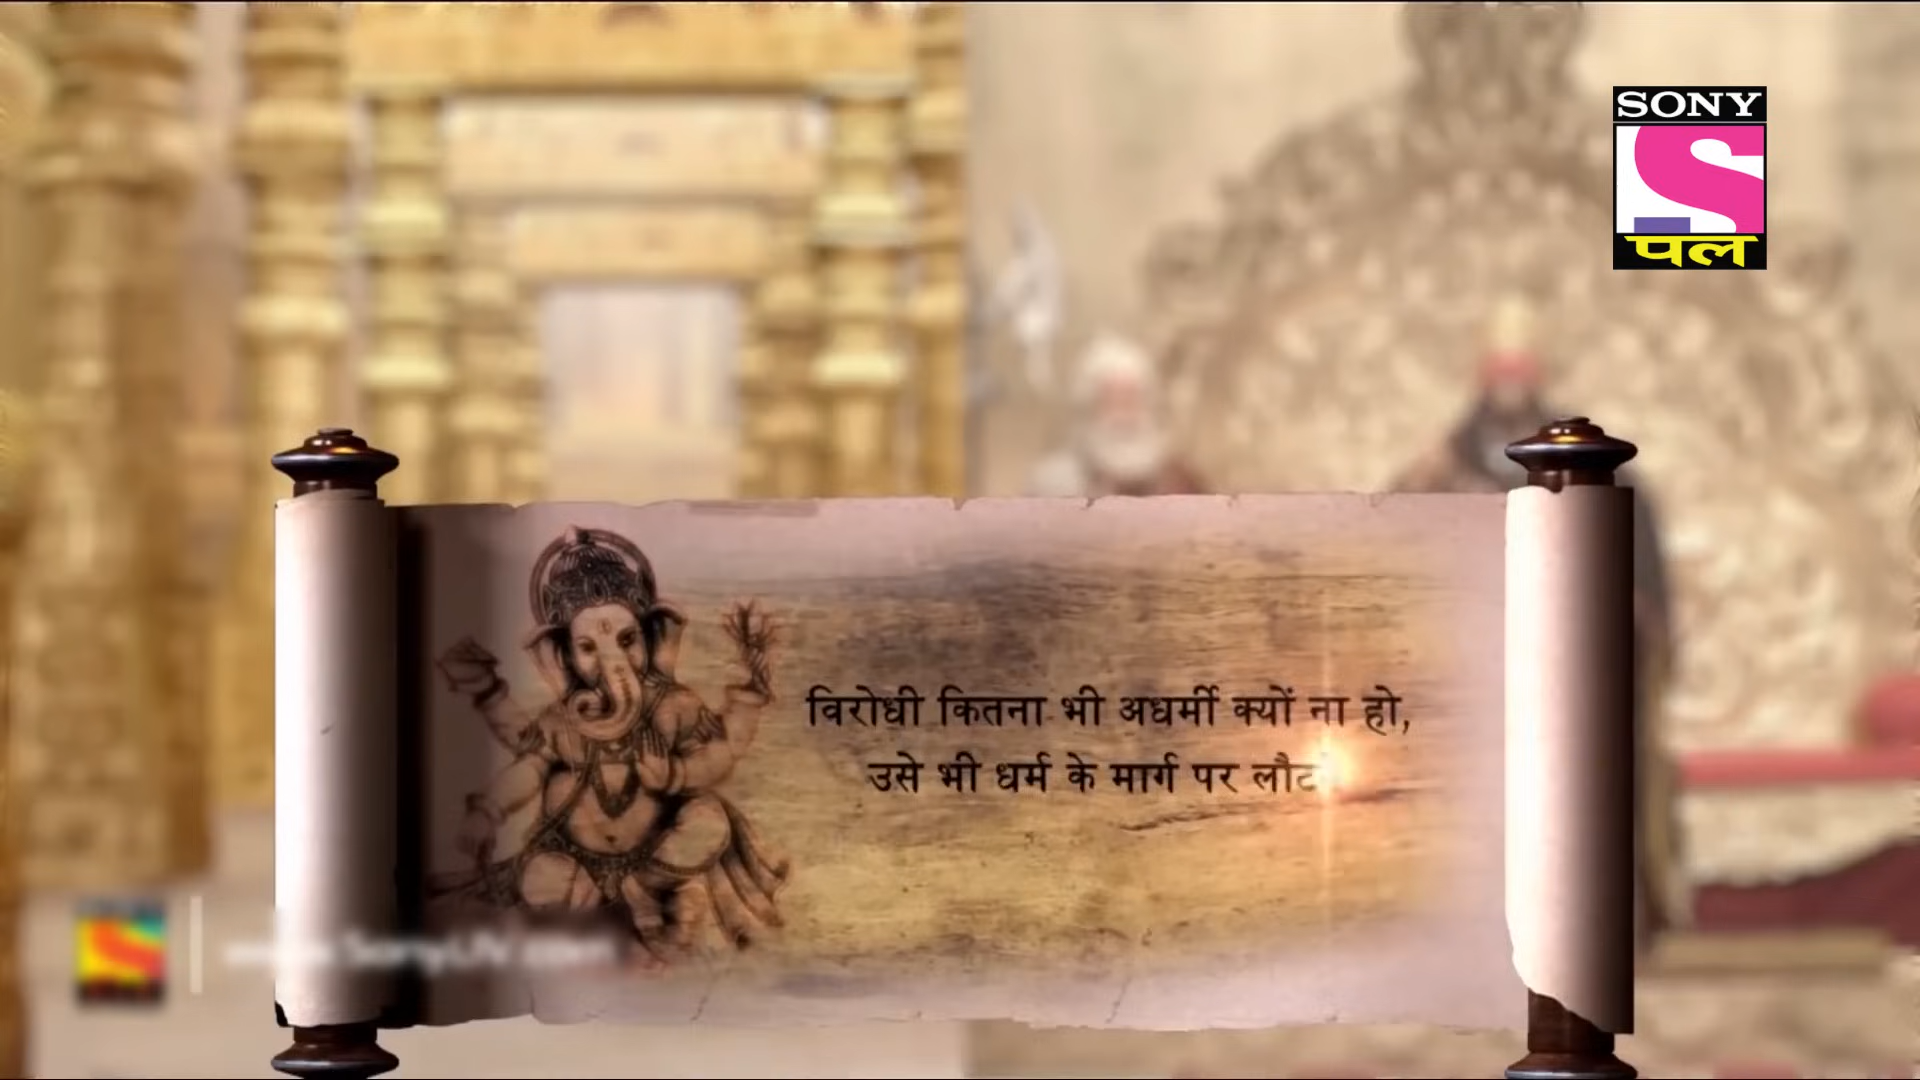 SONY
पल
विरोधी कितना भी अधर्मी क्यों ना हो,
उसे भी धर्म के मार्ग पर